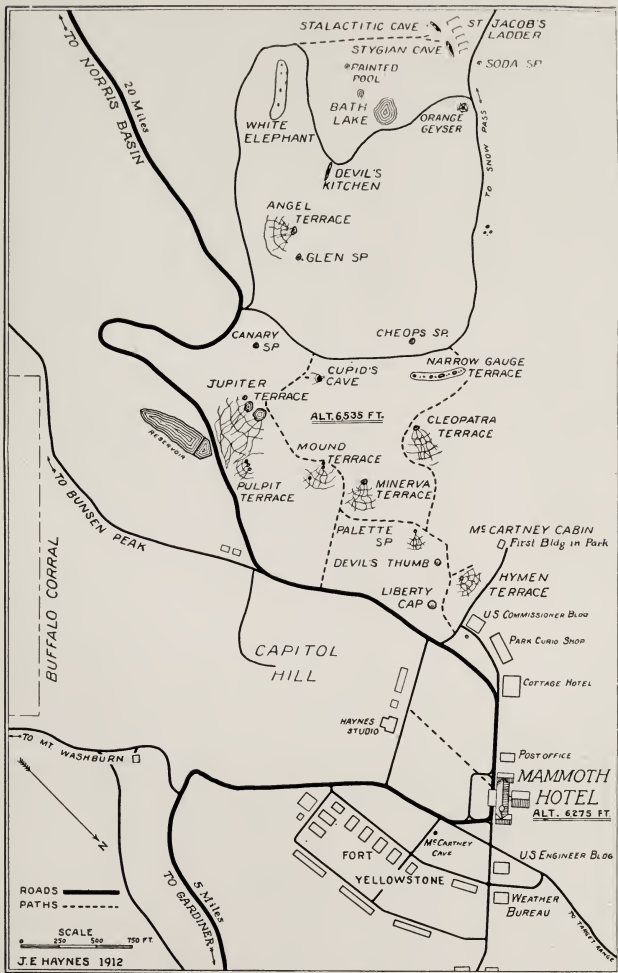 STALACTITIC CAVE
ST JACOB'S
LADDER
STYGIAN CAVE
SODA SP
PAINTED
POOL
BATH
LAKE
ORANGE
GEYSER
WHITE
ELEPHANT
DEVIL'S
KITCHEN
TO NORRIS BASIN
20 Miles
TO SNOW PASS
ANGEL
TERRACE
GLEN SP
CANARY
SP
CHEOPS SP.
CUPID'S
CAVE
NARROW GAUGE
TERRACE
JUPITER
TERRACE
ALT. 6,535 FT.
CLEOPATRA
TERRACE
RESERVOIR
MOUND
TERRACE
PULPIT
TERRACE
MINERVA
TERRACE
TO BUNSEN PEAK
PALETTE
SP
McCARTNEY CABIN
First Bldg in Park
DEVIL'S THUMB
HYMEN
TERRACE
LIBERTY
CAP
U S COMMISSIONER BLDG
PARK CURIO SHOP
BUFFALO CORRAL
CAPITOL
HILL
COTTAGE HOTEL
HAYNES
STUDIO
TO MT. WASHBURN
POST OFFICE
MAMMOTH
HOTEL
ALT. 6275 FT
N
McCARTNEY
CAVE
FORT
YELLOWSTONE
U.S ENGINEER BLDG
WEATHER
BUREAU
TO TARGET RANGE
5 Miles
TO GARDINER
ROADS
PATHS
SCALE
0 250 500 750 FT.
J. E HAYNES 1912